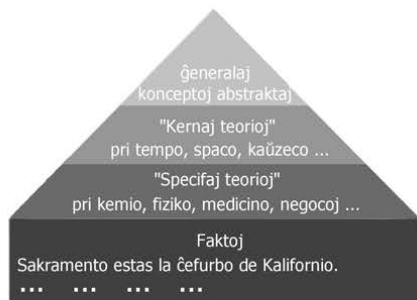 ĝeneralaj
konceptoj abstraktaj
"Kernaj teorioj"
pri tempo, spaco, kaŭzeco ...
"Specifaj teorioj"
pri kemio, fiziko, medicino, negocoj ...
Faktoj
Sakramento estas la ĉefurbo de Kalifornio.
... ... ... ...